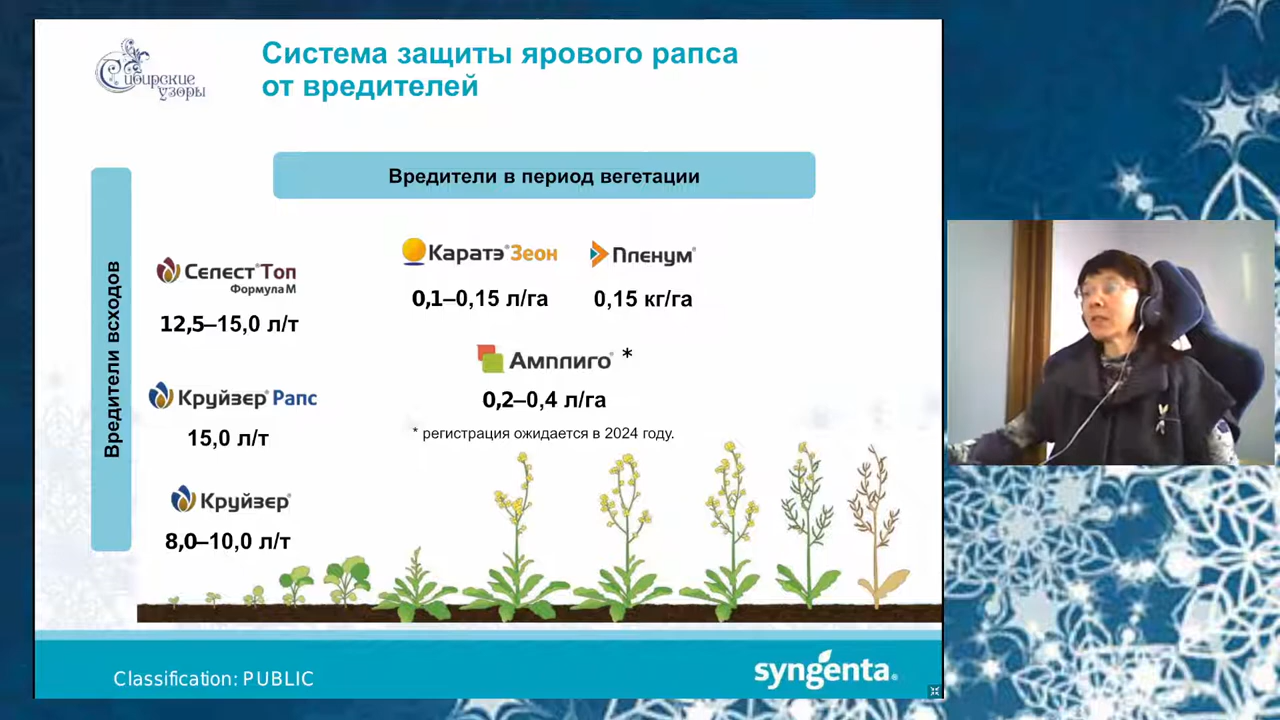 Сибирские
узоры
Система защиты ярового рапса
от вредителей
Вредители в период вегетации
Вредители всходов
Селест® Топ
Формула М
12,5–15,0 л/т
Круйзер® Рапс
15,0 л/т
Круйзер®
8,0–10,0 л/т
Каратэ® Зеон
0,1–0,15 л/га
Пленум®
0,15 кг/га
Амплиго® *
0,2–0,4 л/га
* регистрация ожидается в 2024 году.
Classification: PUBLIC
syngenta®